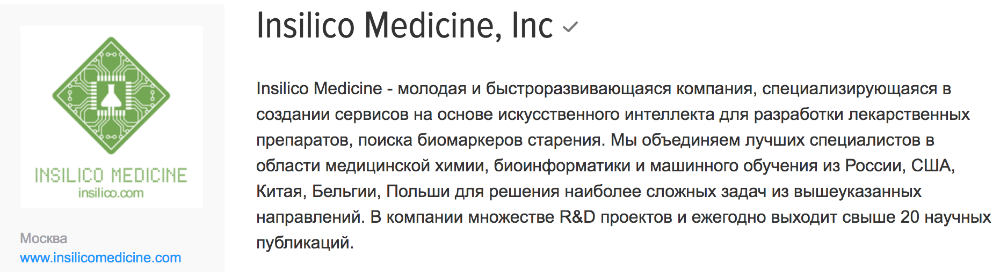 Insilico Medicine, Inc
Insilico Medicine - молодая и быстроразвивающаяся компания, специализирующаяся в
создании сервисов на основе искусственного интеллекта для разработки лекарственных
препаратов, поиска биомаркеров старения. Мы объединяем лучших специалистов в
области медицинской химии, биоинформатики и машинного обучения из России, США,
Китая, Бельгии, Польши для решения наиболее сложных задач из вышеуказанных
направлений. В компании множестве R&D проектов и ежегодно выходит свыше 20 научных
публикаций.
INSILICO MEDICINE
insilico.com
Москва
www.insilicomedicine.com